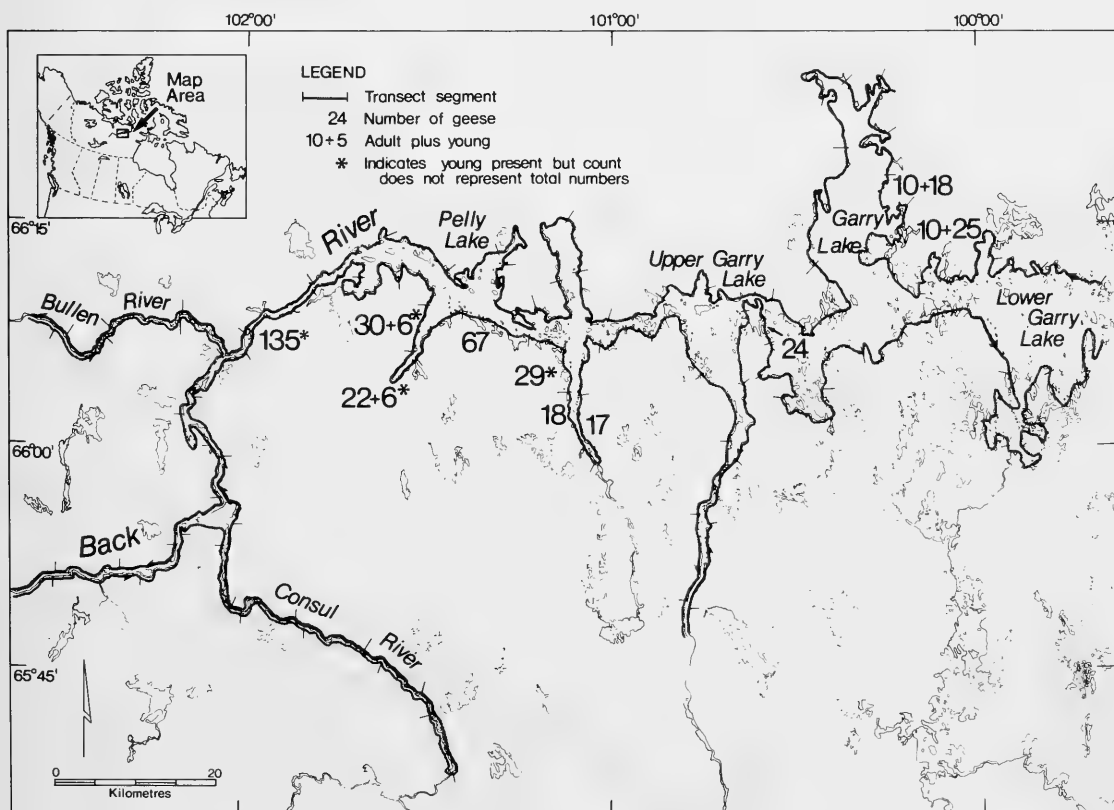 102°00'
101°00'
100°00'
Map
Area
LEGEND
Transect segment
24 Number of geese
10+5 Adult plus young
* Indicates young present but count
does not represent total numbers
66°15'
River
Pelly
Lake
10+18
Garry
Lake
10+25
Upper Garry
Lake
Bullen River
Lower
Garry
Lake
135*
30+6*
67
24
22+6*
29*
18
17
66°00'
Back
Consul
River
65°45'
0 20
Kilometres